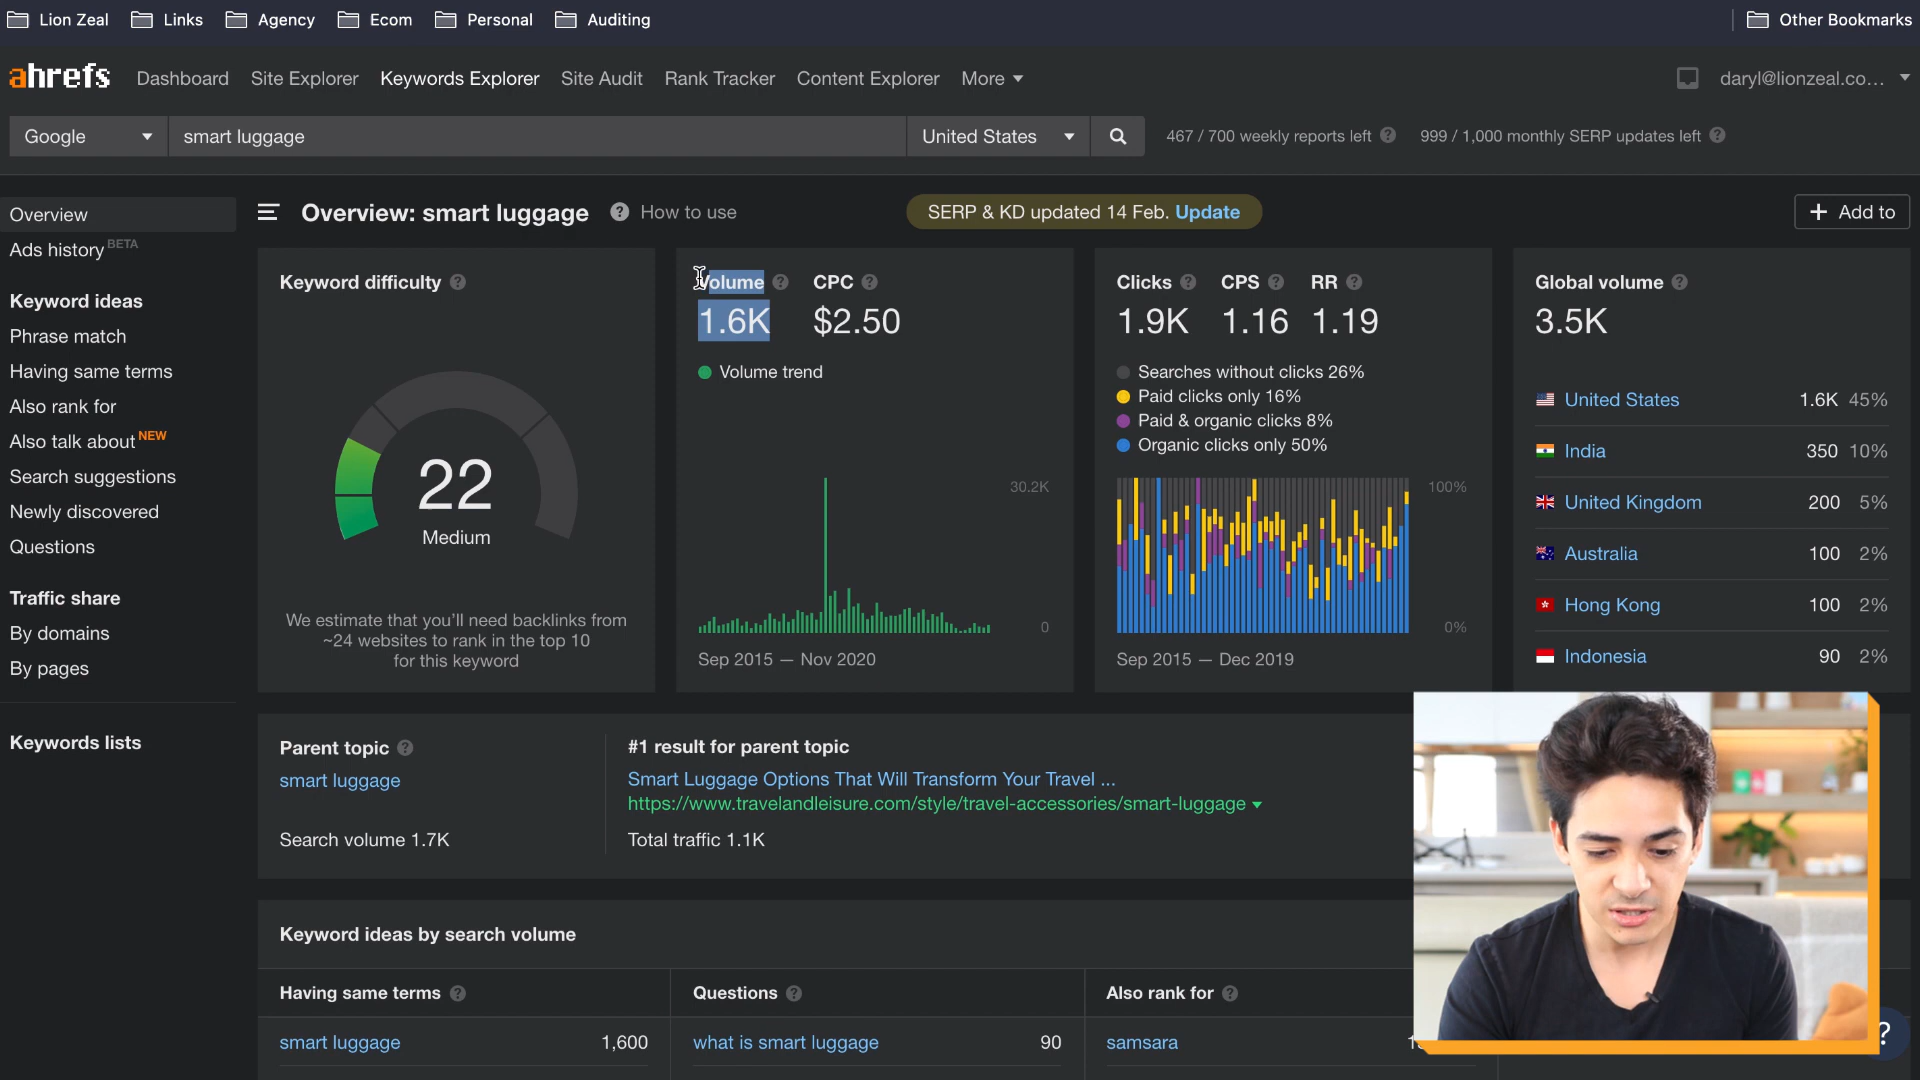 Lion Zeal Links Agency Ecom Personal Auditing Other Bookmarks
ahrefs Dashboard Site Explorer Keywords Explorer Site Audit Rank Tracker Content Explorer More daryl@lionzeal.co...
Google smart luggage United States 467 / 700 weekly reports left ? 999 / 1,000 monthly SERP updates left ?
Overview
Ads history BETA
Keyword ideas
Phrase match
Having same terms
Also rank for
Also talk about NEW
Search suggestions
Newly discovered
Questions
Traffic share
By domains
By pages
Keywords lists
Overview: smart luggage ? How to use SERP & KD updated 14 Feb. Update + Add to
Keyword difficulty ?
22
Medium
We estimate that you'll need backlinks from
~24 websites to rank in the top 10
for this keyword
Volume ? CPC ?
1.6K $2.50
Volume trend
30.2K
0
Sep 2015 — Nov 2020
Clicks ? CPS ? RR ?
1.9K 1.16 1.19
Searches without clicks 26%
Paid clicks only 16%
Paid & organic clicks 8%
Organic clicks only 50%
100%
0%
Sep 2015 — Dec 2019
Global volume ?
3.5K
United States 1.6K 45%
India 350 10%
United Kingdom 200 5%
Australia 100 2%
Hong Kong 100 2%
Indonesia 90 2%
Parent topic ?
smart luggage
Search volume 1.7K
#1 result for parent topic
Smart Luggage Options That Will Transform Your Travel ...
https://www.travelandleisure.com/style/travel-accessories/smart-luggage
Total traffic 1.1K
Keyword ideas by search volume
Having same terms ? Questions ? Also rank for ?
smart luggage 1,600 what is smart luggage 90 samsara
?